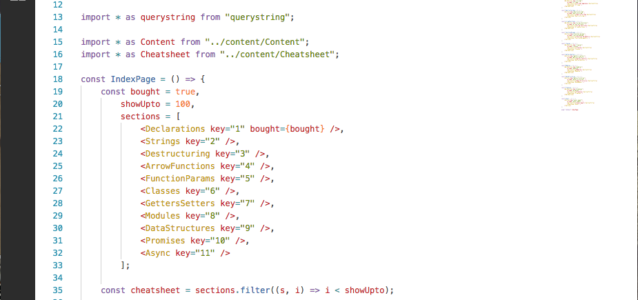 12
13 import * as querystring from "querystring";
14
15 import * as Content from "../content/Content";
16 import * as Cheatsheet from "../content/Cheatsheet";
17
18 const IndexPage = () => {
19 const bought = true,
20 showUpto = 100,
21 sections = [
22 <Declarations key="1" bought={bought} />,
23 <Strings key="2" />,
24 <Destructuring key="3" />,
25 <ArrowFunctions key="4" />,
26 <FunctionParams key="5" />,
27 <Classes key="6" />,
28 <GettersSetters key="7" />,
29 <Modules key="8" />,
30 <DataStructures key="9" />,
31 <Promises key="10" />,
32 <Async key="11" />
33 ];
34
35 const cheatsheet = sections.filter((s, i) => i < showUpto);